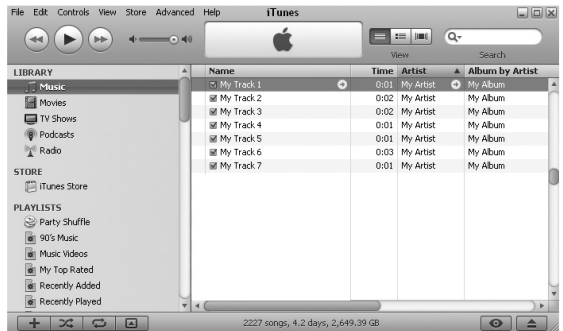 File Edit Controls View Store Advanced Help iTunes
View Search
LIBRARY
Music
Movies
TV Shows
Podcasts
Radio
STORE
iTunes Store
PLAYLISTS
Party Shuffle
90's Music
Music Videos
My Top Rated
Recently Added
Recently Played
Name Time Artist Album by Artist
My Track 1 0:01 My Artist My Album
My Track 2 0:02 My Artist My Album
My Track 3 0:02 My Artist My Album
My Track 4 0:01 My Artist My Album
My Track 5 0:01 My Artist My Album
My Track 6 0:03 My Artist My Album
My Track 7 0:01 My Artist My Album
2227 songs, 4.2 days, 2,649.39 GB